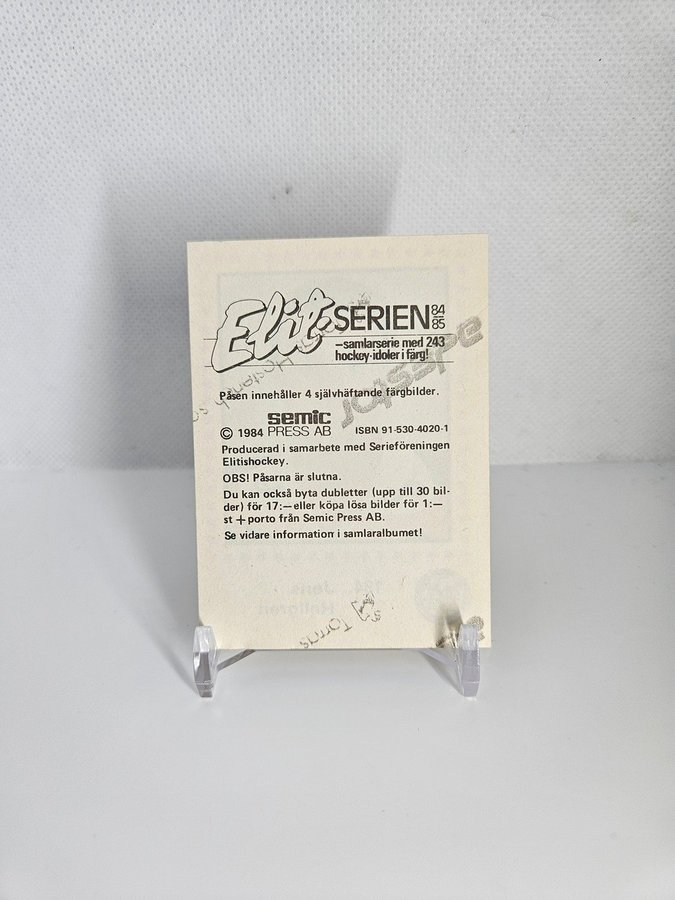 Elit-SERIEN 84/85
–samlarserie med 243
hockey-idoler i färg!
Påsen innehåller 4 självhäftande färgbilder.
semic
© 1984 PRESS AB ISBN 91-530-4020-1
Producerad i samarbete med Serieföreningen
Elitishockey.
OBS! Påsarna är slutna.
Du kan också byta dubletter (upp till 30 bil-
der) för 17:— eller köpa lösa bilder för 1:—
st + porto från Semic Press AB.
Se vidare information i samlaralbumet!